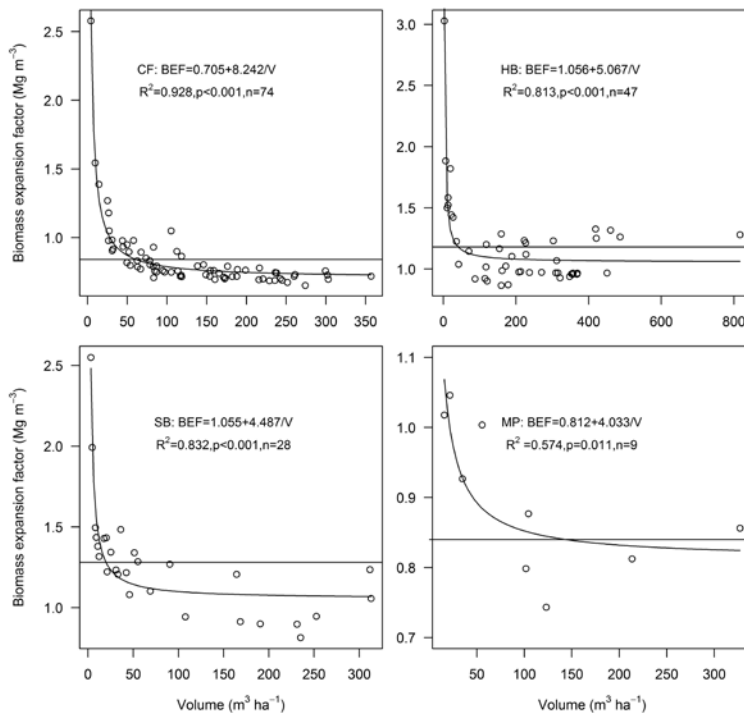 Biomass expansion factor (Mg m⁻³)
2.5
2.0
1.5
1.0
CF: BEF=0.705+8.242/V
R²=0.928,p<0.001,n=74
0 50 100 150 200 250 300 350
3.0
2.5
2.0
1.5
1.0
HB: BEF=1.056+5.067/V
R²=0.813,p<0.001,n=47
0 200 400 600 800
Biomass expansion factor (Mg m⁻³)
2.5
2.0
1.5
1.0
SB: BEF=1.055+4.487/V
R²=0.832,p<0.001,n=28
0 50 100 150 200 250 300
Volume (m³ ha⁻¹)
1.1
1.0
0.9
0.8
0.7
MP: BEF=0.812+4.033/V
R² =0.574,p=0.011,n=9
50 100 150 200 250 300
Volume (m³ ha⁻¹)